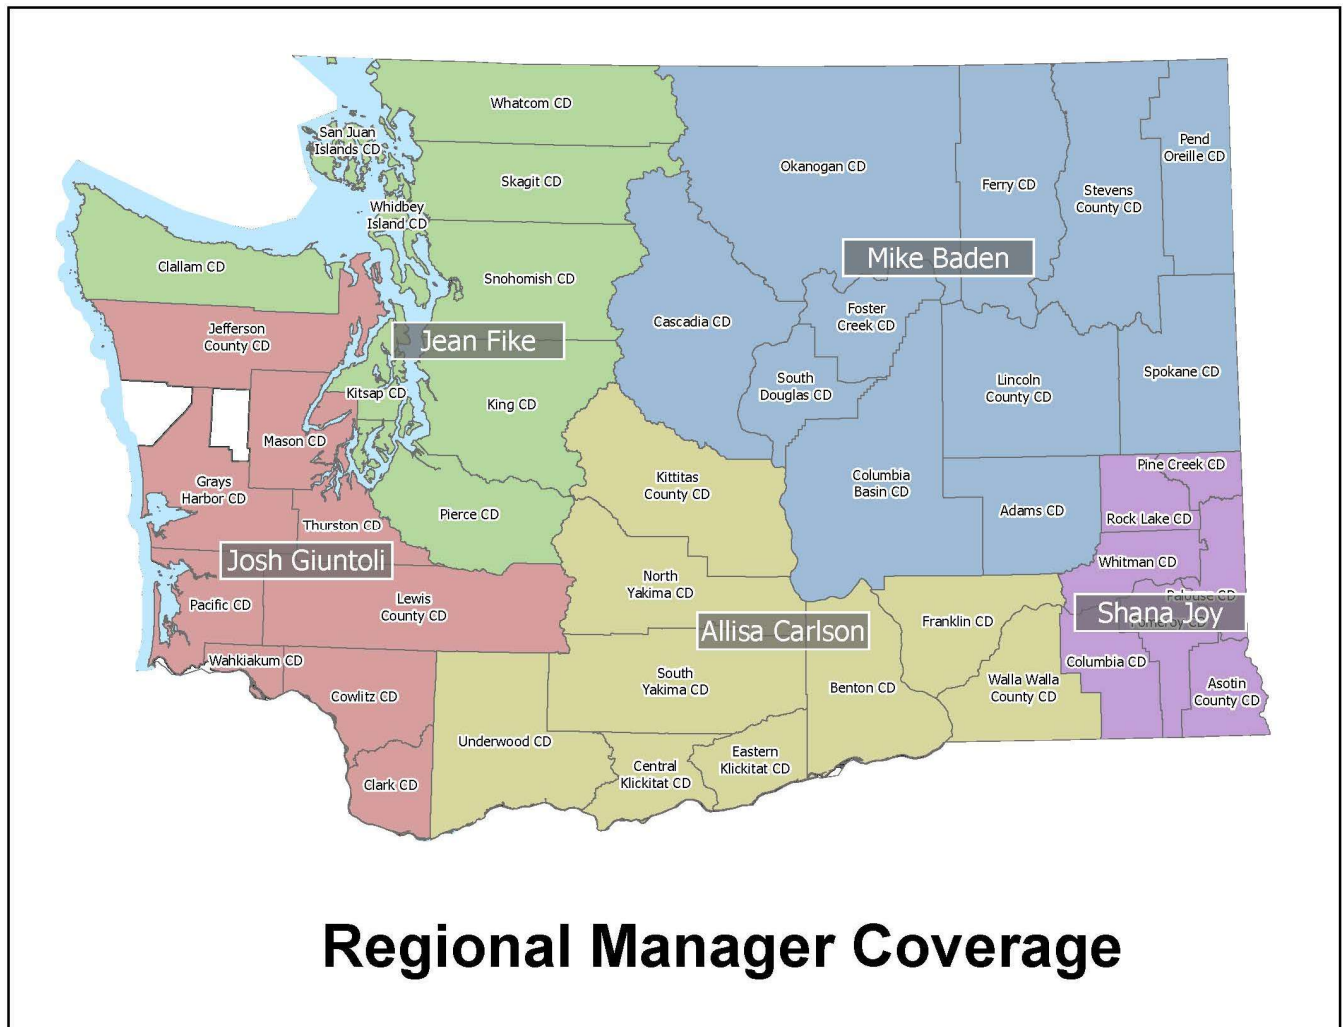 Whatcom CD
San Juan
Islands CD
Skagit CD
Whidbey
Island CD
Clallam CD
Snohomish CD
Jefferson
County CD
Jean Fike
Kitsap CD
King CD
Mason CD
Grays
Harbor CD
Thurston CD
Pierce CD
Josh Giuntoli
Pacific CD
Lewis
County CD
Wahkiakum CD
Cowlitz CD
Clark CD
Okanogan CD
Ferry CD
Stevens
County CD
Pend
Oreille CD
Mike Baden
Cascadia CD
Foster
Creek CD
South
Douglas CD
Lincoln
County CD
Spokane CD
Columbia
Basin CD
Adams CD
Kittitas
County CD
North
Yakima CD
Allisa Carlson
South
Yakima CD
Underwood CD
Central
Klickitat CD
Eastern
Klickitat CD
Benton CD
Franklin CD
Walla Walla
County CD
Pine Creek CD
Rock Lake CD
Whitman CD
Palouse CD
Shana Joy
Pomeroy CD
Columbia CD
Asotin
County CD
Regional Manager Coverage